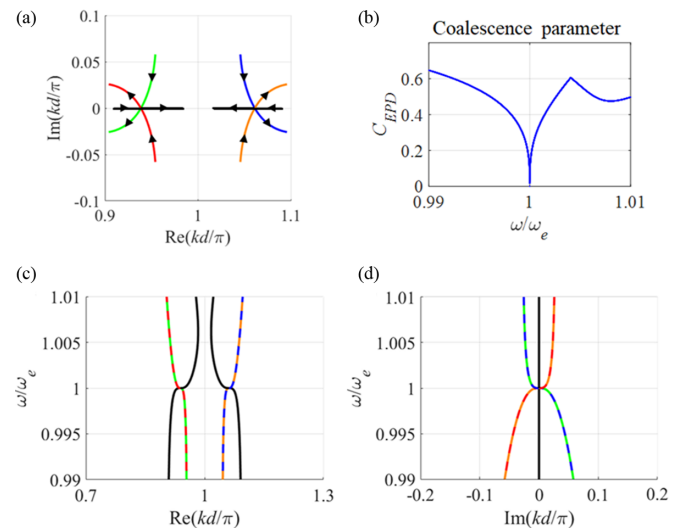 (a)
0.1
0.05
0
-0.05
-0.1
0.9
1
1.1
Im(kd/π)
Re(kd/π)
(b)
Coalescence parameter
0.6
0.4
0.2
0
0.99
1
1.01
C_EPD
ω/ω_e
(c)
1.01
1.005
1
0.995
0.99
0.7
1
1.3
ω/ω_e
Re(kd/π)
(d)
1.01
1.005
1
0.995
0.99
-0.2
-0.1
0
0.1
0.2
ω/ω_e
Im(kd/π)